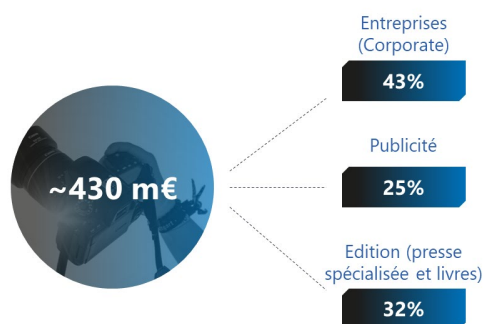 Entreprises
(Corporate)
43%
~430 m€
Publicité
25%
Edition (presse
spécialisée et livres)
32%